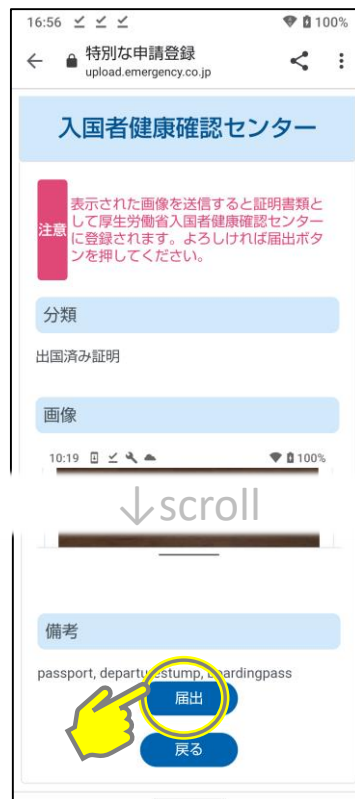 16:56 100%
特別な申請登録
upload.emergency.co.jp
入国者健康確認センター
注意
表示された画像を送信すると証明書類と
して厚生労働省入国者健康確認センター
に登録されます。よろしければ届出ボタ
ンを押してください。
分類
出国済み証明
画像
10:19 100%
↓scroll
備考
passport,
届出
戻る